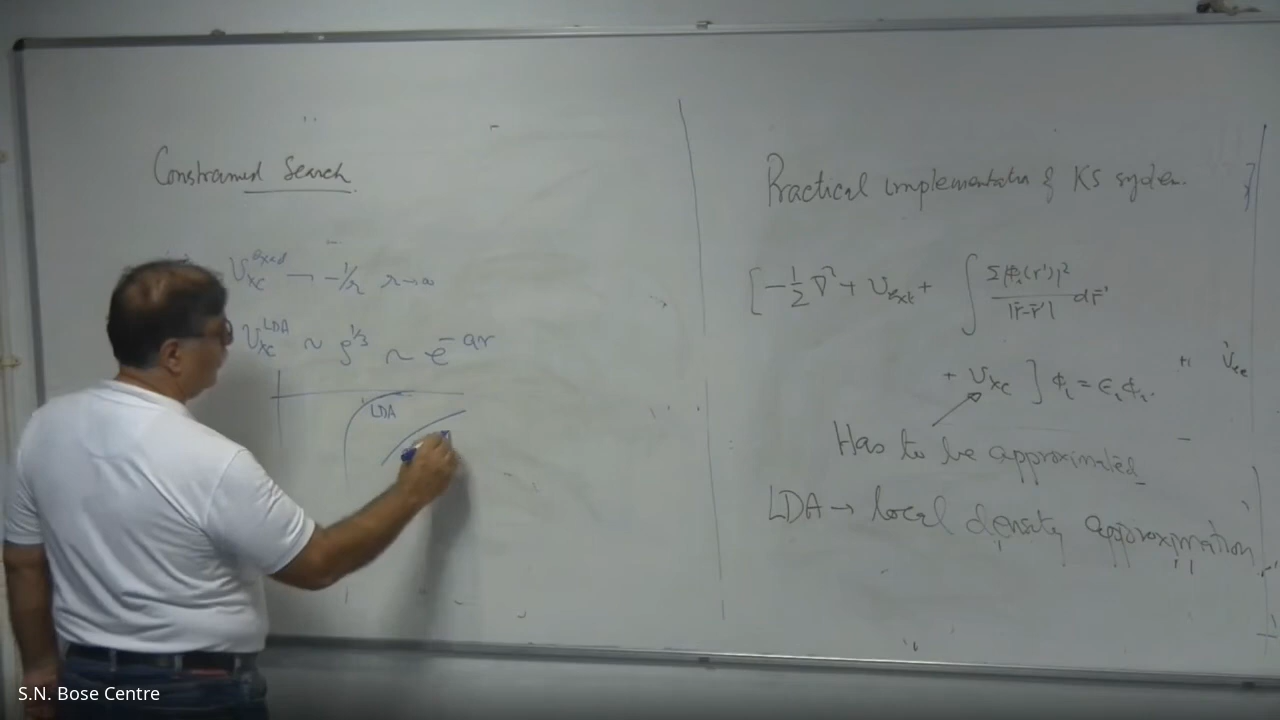 Constrained Search
v_xc^exact → -1/r r→∞
v_xc^LDA ~ ρ^1/3 ~ e^-ar
LDA
Practical implementation of KS system.
[-1/2 ∇² + v_ext + ∫ Σ|φ_i(r')|² / |r̄-r̄'| dr̄'
+ v_xc ] φ_i = ε_i φ_i.
Has to be approximated
LDA → local density approximation
S.N. Bose Centre